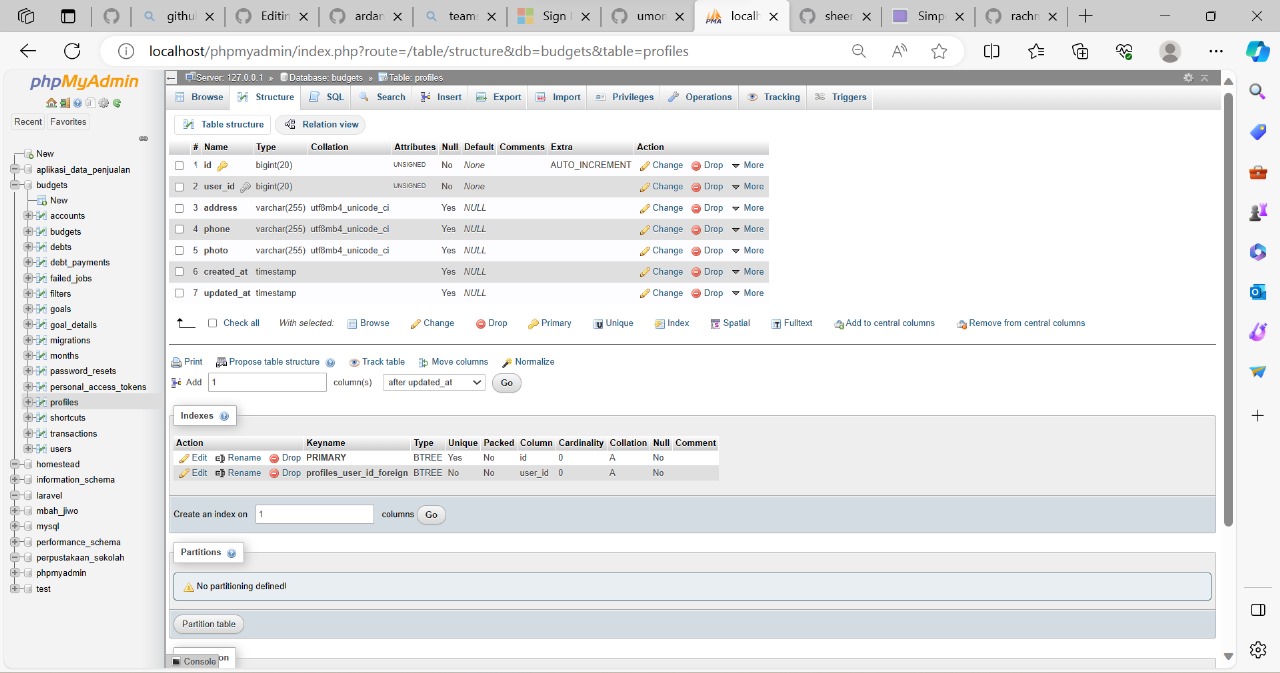 githu
Editin
ardan
team
Sign
umor
localh
sheer
Simp
rachn
localhost/phpmyadmin/index.php?route=/table/structure&db=budgets&table=profiles
phpMyAdmin
Recent Favorites
New
aplikasi_data_penjualan
budgets
New
accounts
budgets
debts
debt_payments
failed_jobs
filters
goals
goal_details
migrations
months
password_resets
personal_access_tokens
profiles
shortcuts
transactions
users
homestead
information_schema
laravel
mbah_jiwo
mysql
performance_schema
perpustakaan_sekolah
phpmyadmin
test
Server: 127.0.0.1 » Database: budgets » Table: profiles
Browse Structure SQL Search Insert Export Import Privileges Operations Tracking Triggers
Table structure Relation view
# Name Type Collation Attributes Null Default Comments Extra Action
1 id bigint(20) UNSIGNED No None AUTO_INCREMENT Change Drop More
2 user_id bigint(20) UNSIGNED No None Change Drop More
3 address varchar(255) utf8mb4_unicode_ci Yes NULL Change Drop More
4 phone varchar(255) utf8mb4_unicode_ci Yes NULL Change Drop More
5 photo varchar(255) utf8mb4_unicode_ci Yes NULL Change Drop More
6 created_at timestamp Yes NULL Change Drop More
7 updated_at timestamp Yes NULL Change Drop More
Check all With selected: Browse Change Drop Primary Unique Index Spatial Fulltext Add to central columns Remove from central columns
Print Propose table structure Track table Move columns Normalize
Add 1 column(s) after updated_at Go
Indexes
Action Keyname Type Unique Packed Column Cardinality Collation Null Comment
Edit Rename Drop PRIMARY BTREE Yes No id 0 A No
Edit Rename Drop profiles_user_id_foreign BTREE No No user_id 0 A No
Create an index on 1 columns Go
Partitions
No partitioning defined!
Partition table
Console